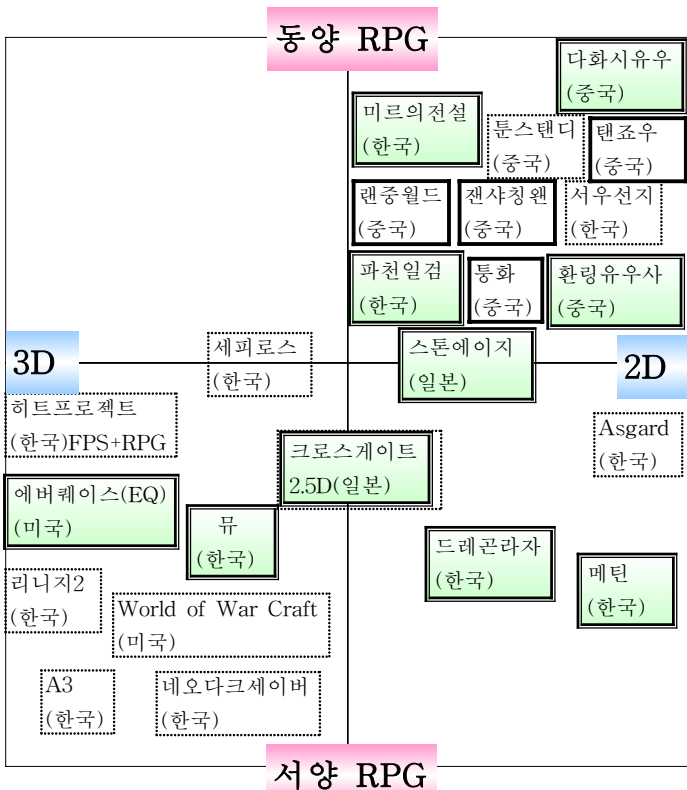 동양 RPG
다화시유우
(중국)
미르의전설
(한국)
툰스탠디
(중국)
탠죠우
(중국)
랜중월드
(중국)
잰샤칭왠
(중국)
서우선지
(한국)
파천일검
(한국)
퉁화
(중국)
환링유우사
(중국)
3D
세피로스
(한국)
스톤에이지
(일본)
2D
히트프로젝트
(한국)FPS+RPG
Asgard
(한국)
크로스게이트
2.5D(일본)
에버퀘이스(EQ)
(미국)
뮤
(한국)
드레곤라자
(한국)
메틴
(한국)
리니지2
(한국)
World of War Craft
(미국)
A3
(한국)
네오다크세이버
(한국)
서양 RPG